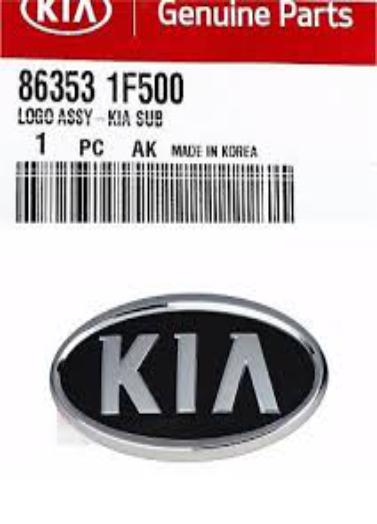 KIA Genuine Parts
86353 1F500
LOGO ASSY - KIA SUB
1 PC AK MADE IN KOREA
KIA